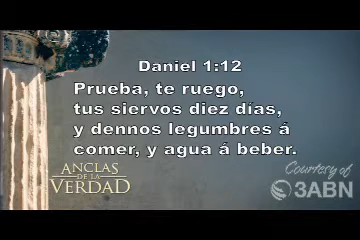 Daniel 1:12
Prueba, te ruego,
tus siervos diez días,
y dennos legumbres á
comer, y agua á beber.
ANCLAS
DE LA
VERDAD
Courtesy of
3ABN